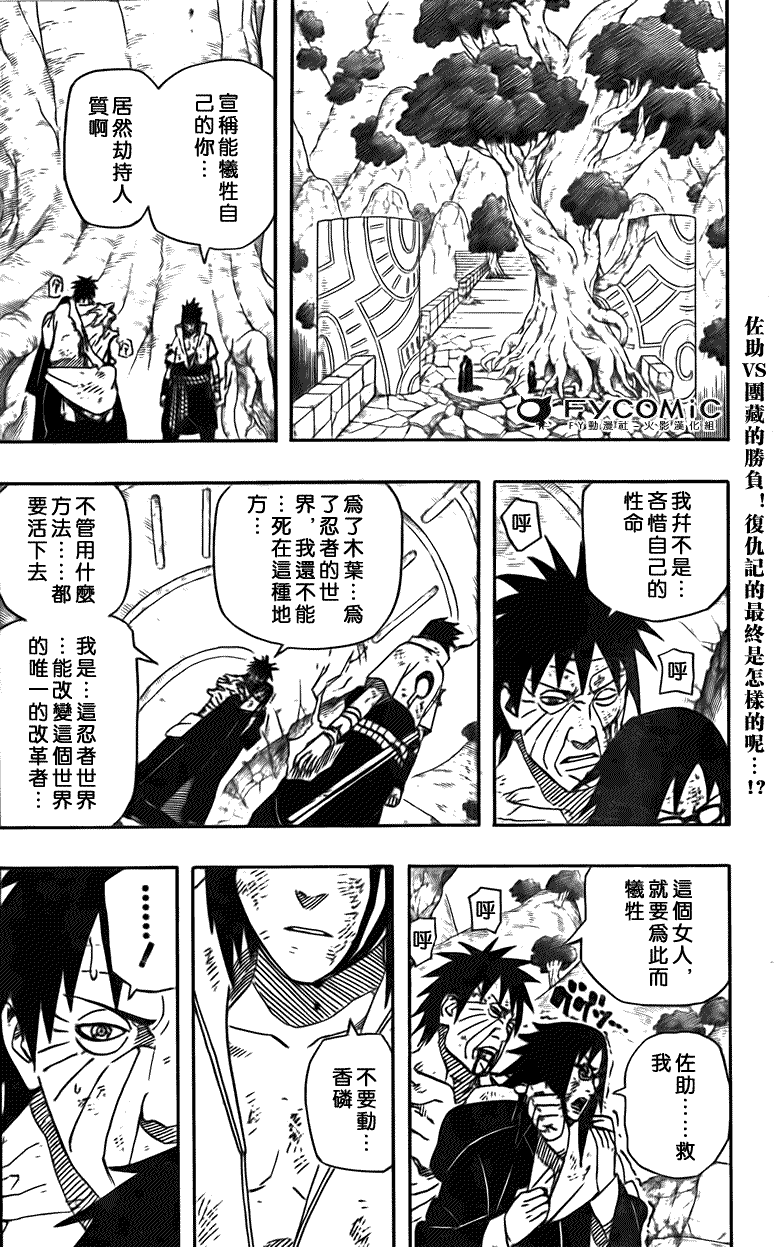 佐助VS團藏的勝負！復仇記的最終是怎樣的呢…!?
FYCOMiC
FY動漫社－火影漢化組
宣稱能犧牲自
己的你…
居然劫持人
質啊
?
?
我幷不是…
吝惜自己的
性命
呼
呼
爲了木葉…爲
了忍者的世
界，我還不能
…死在這種地
方…
不管用什麼
方法……都
要活下去
我是…這忍者世界
…能改變這個世界
的唯一的改革者…
這個女人，
就要爲此而
犧牲
呼
呼
佐助……救
我
不要動…
香磷
……!